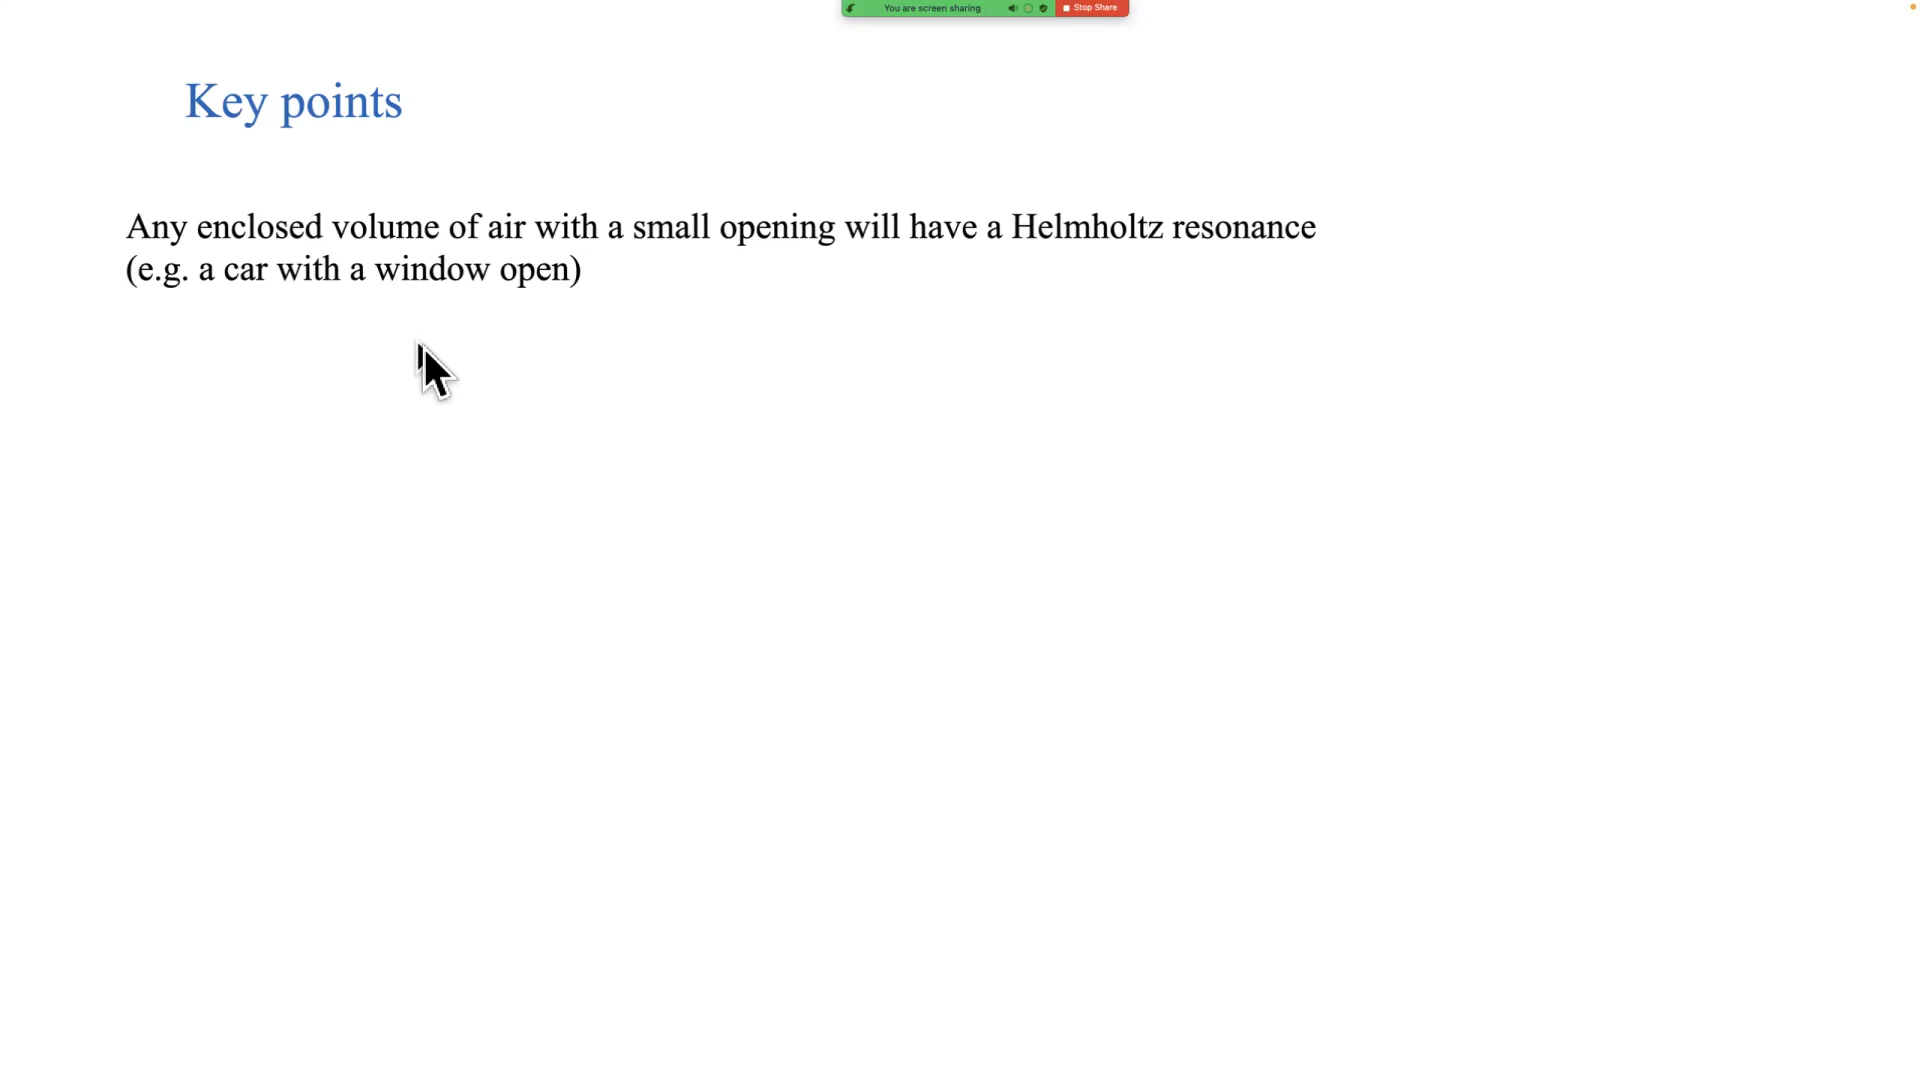 You are screen sharing
Stop Share
Key points
Any enclosed volume of air with a small opening will have a Helmholtz resonance
(e.g. a car with a window open)